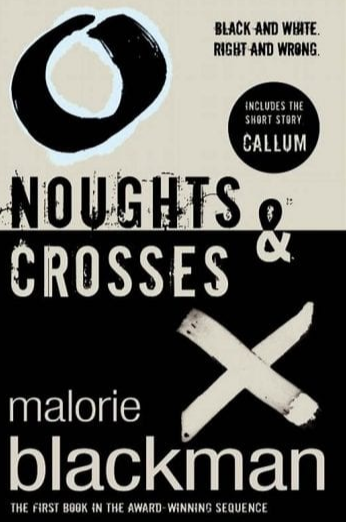 BLACK AND WHITE.
RIGHT AND WRONG.
INCLUDES THE
SHORT STORY
CALLUM
NOUGHTS
&
CROSSES
malorie
blackman
THE FIRST BOOK IN THE AWARD-WINNING SEQUENCE